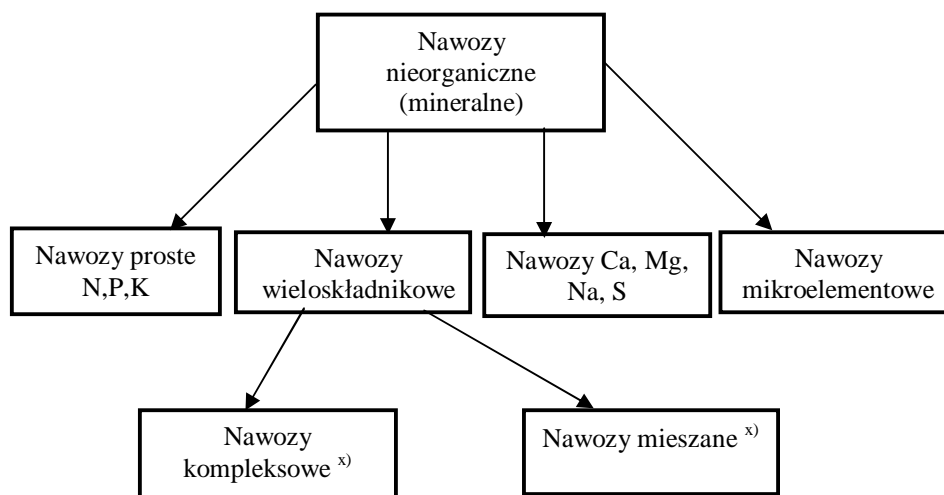 Nawozy
nieorganiczne
(mineralne)
Nawozy proste
N,P,K
Nawozy
wieloskładnikowe
Nawozy Ca, Mg,
Na, S
Nawozy
mikroelementowe
Nawozy
kompleksowe x)
Nawozy mieszane x)